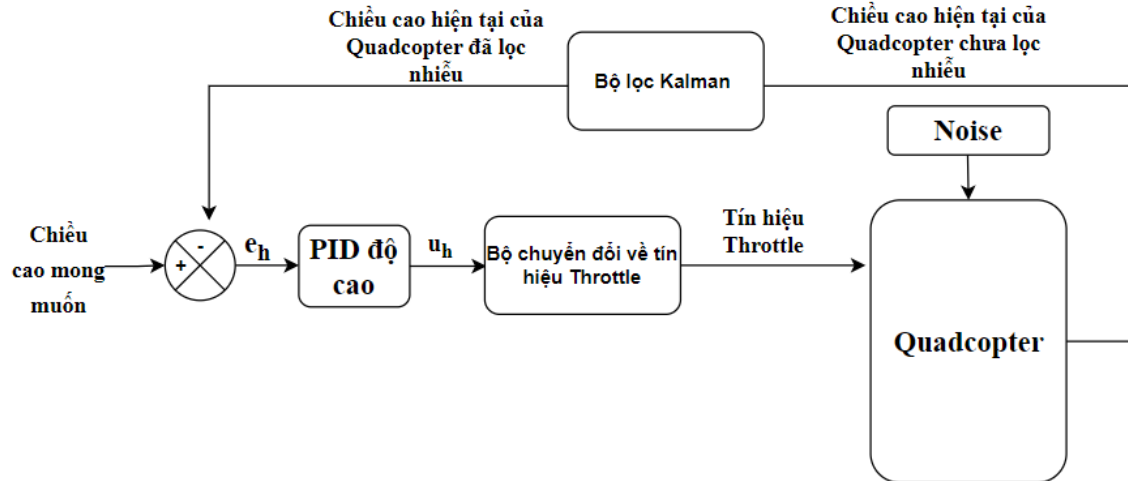 Chiều cao hiện tại của
Quadcopter đã lọc
nhiễu
Bộ lọc Kalman
Chiều cao hiện tại của
Quadcopter chưa lọc
nhiễu
Noise
Chiều
cao mong
muốn
+
-
eh
PID độ
cao
uh
Bộ chuyển đổi về tín
hiệu Throttle
Tín hiệu
Throttle
Quadcopter